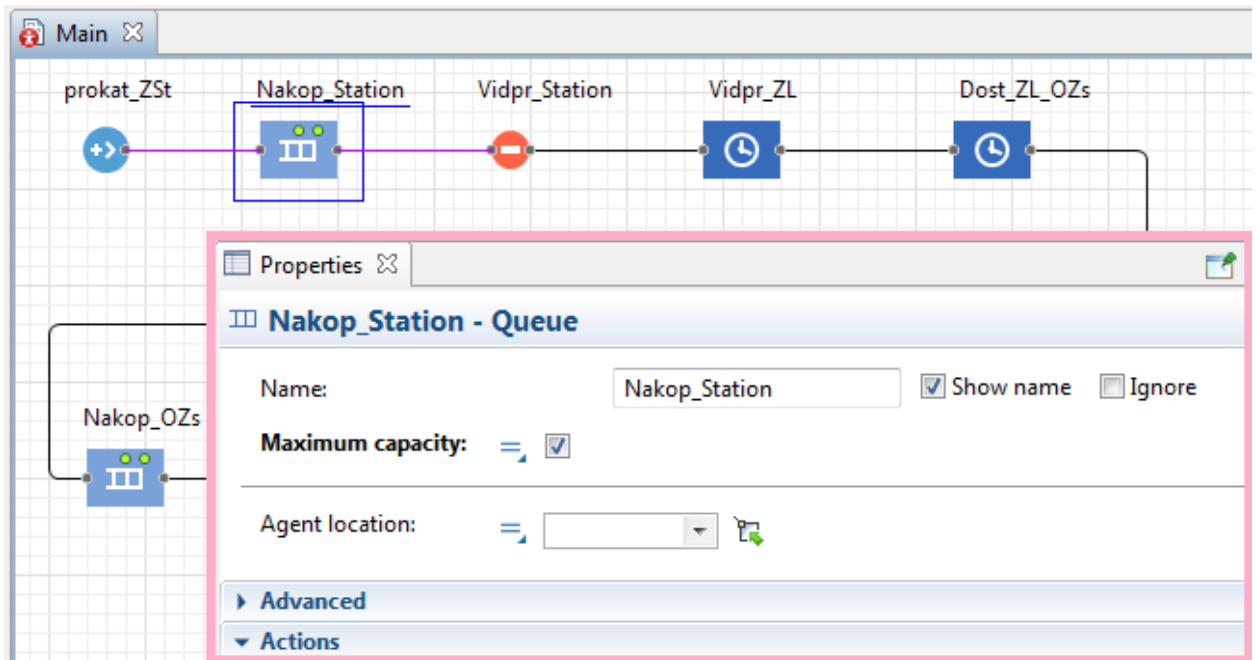 Main
prokat_ZSt Nakop_Station Vidpr_Station Vidpr_ZL Dost_ZL_OZs
Properties
Nakop_Station - Queue
Name: Nakop_Station Show name Ignore
Nakop_OZs
Maximum capacity:
Agent location:
Advanced
Actions